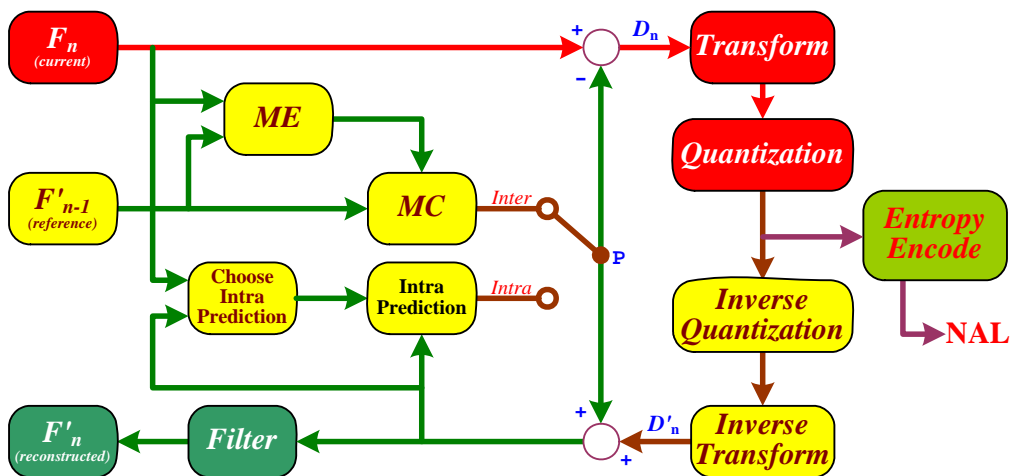 Fn
(current)
+
Dn
Transform
-
ME
Quantization
F'n-1
(reference)
MC
Inter
P
Entropy
Encode
Choose
Intra
Prediction
Intra
Prediction
Intra
Inverse
Quantization
NAL
F'n
(reconstructed)
Filter
+
+
D'n
Inverse
Transform